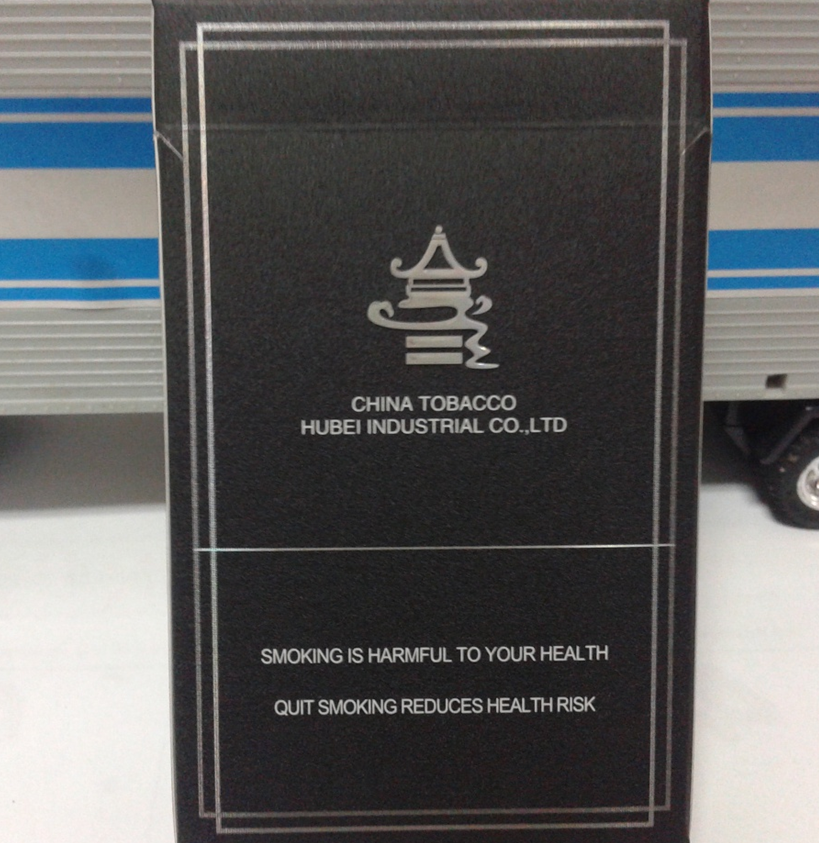 CHINA TOBACCO
HUBEI INDUSTRIAL CO.,LTD
SMOKING IS HARMFUL TO YOUR HEALTH
QUIT SMOKING REDUCES HEALTH RISK